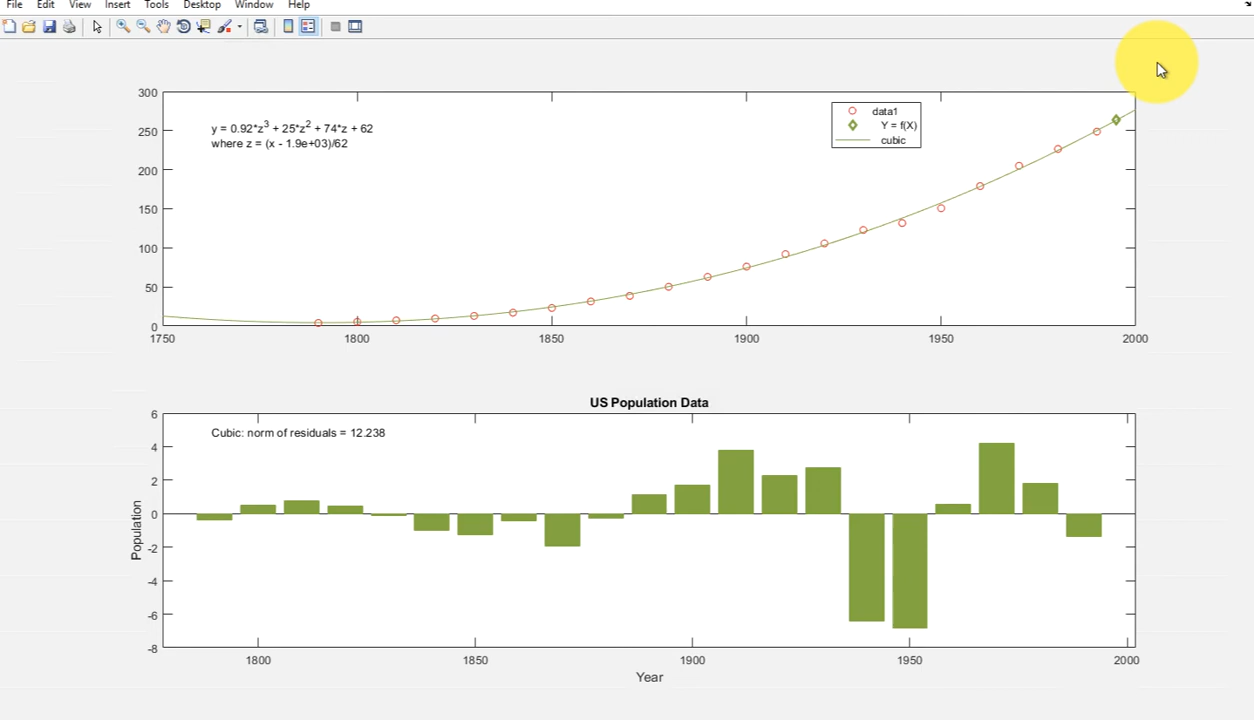 File Edit View Insert Tools Desktop Window Help
300
250
200
150
100
50
0
y = 0.92*z^3 + 25*z^2 + 74*z + 62
where z = (x - 1.9e+03)/62
data1
Y = f(X)
cubic
1750 1800 1850 1900 1950 2000
US Population Data
Cubic: norm of residuals = 12.238
6
4
2
0
-2
-4
-6
-8
Population
1800 1850 1900 1950 2000
Year